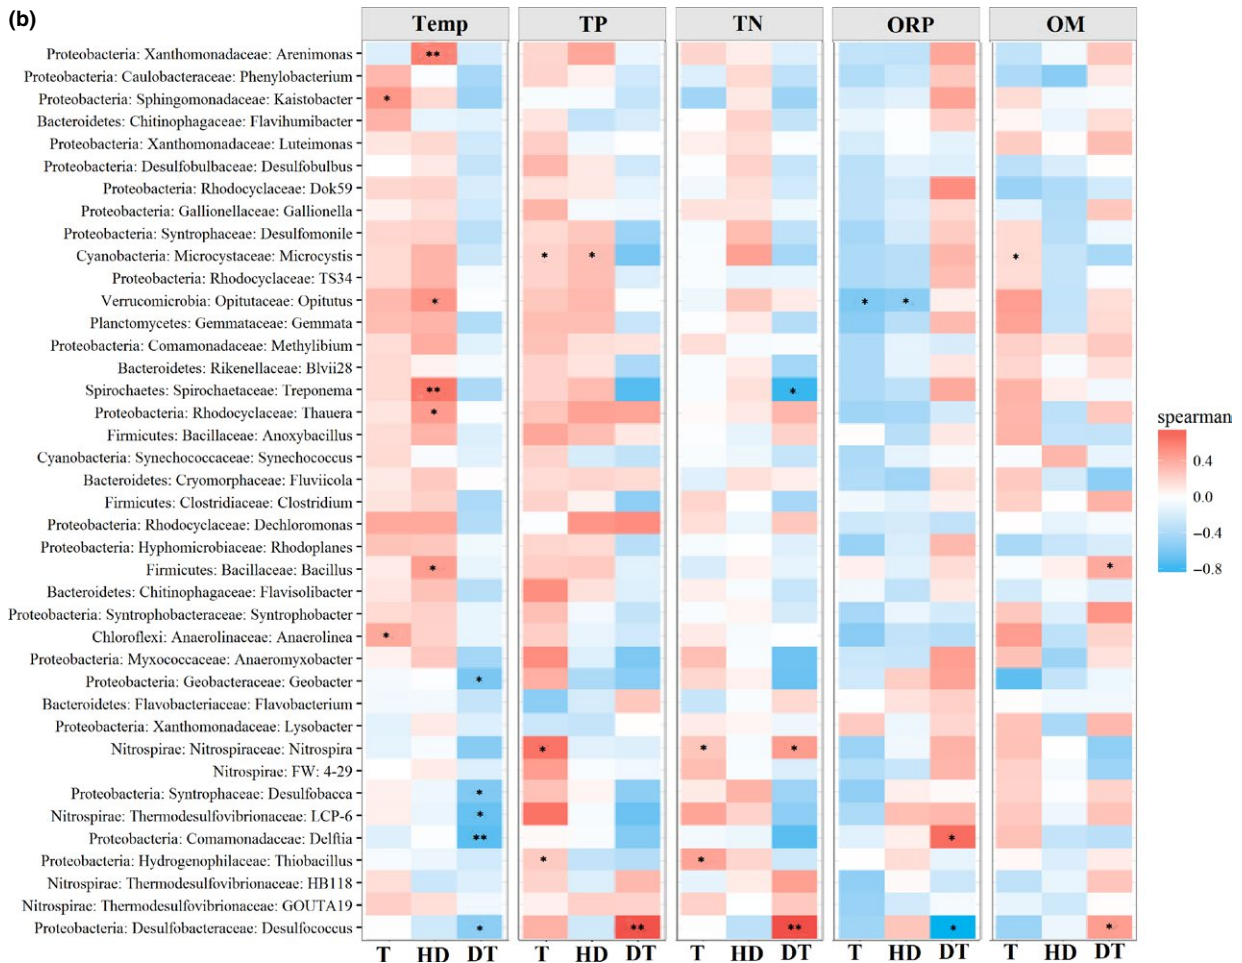 (b)
Temp TP TN ORP OM
Proteobacteria: Xanthomonadaceae: Arenimonas **
Proteobacteria: Caulobacteraceae: Phenylobacterium
Proteobacteria: Sphingomonadaceae: Kaistobacter *
Bacteroidetes: Chitinophagaceae: Flavihumibacter
Proteobacteria: Xanthomonadaceae: Luteimonas
Proteobacteria: Desulfobulbaceae: Desulfobulbus
Proteobacteria: Rhodocyclaceae: Dok59
Proteobacteria: Gallionellaceae: Gallionella
Proteobacteria: Syntrophaceae: Desulfomonile
Cyanobacteria: Microcystaceae: Microcystis * * *
Proteobacteria: Rhodocyclaceae: TS34
Verrucomicrobia: Opitutaceae: Opitutus * * *
Planctomycetes: Gemmataceae: Gemmata
Proteobacteria: Comamonadaceae: Methylibium
Bacteroidetes: Rikenellaceae: Blvii28
Spirochaetes: Spirochaetaceae: Treponema ** *
Proteobacteria: Rhodocyclaceae: Thauera *
Firmicutes: Bacillaceae: Anoxybacillus
Cyanobacteria: Synechococcaceae: Synechococcus
Bacteroidetes: Cryomorphaceae: Fluviicola
Firmicutes: Clostridiaceae: Clostridium
Proteobacteria: Rhodocyclaceae: Dechloromonas
Proteobacteria: Hyphomicrobiaceae: Rhodoplanes
Firmicutes: Bacillaceae: Bacillus * *
Bacteroidetes: Chitinophagaceae: Flavisolibacter
Proteobacteria: Syntrophobacteraceae: Syntrophobacter
Chloroflexi: Anaerolinaceae: Anaerolinea *
Proteobacteria: Myxococcaceae: Anaeromyxobacter
Proteobacteria: Geobacteraceae: Geobacter *
Bacteroidetes: Flavobacteriaceae: Flavobacterium
Proteobacteria: Xanthomonadaceae: Lysobacter
Nitrospirae: Nitrospiraceae: Nitrospira * * *
Nitrospirae: FW: 4-29
Proteobacteria: Syntrophaceae: Desulfobacca *
Nitrospirae: Thermodesulfovibrionaceae: LCP-6 *
Proteobacteria: Comamonadaceae: Delftia ** *
Proteobacteria: Hydrogenophilaceae: Thiobacillus * *
Nitrospirae: Thermodesulfovibrionaceae: HB118
Nitrospirae: Thermodesulfovibrionaceae: GOUTA19
Proteobacteria: Desulfobacteraceae: Desulfococcus * ** ** * *
T HD DT T HD DT T HD DT T HD DT T HD DT
spearman
0.4
0.0
−0.4
−0.8